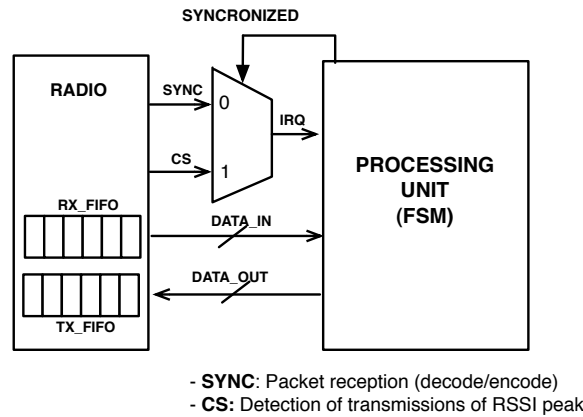 SYNCRONIZED
RADIO
SYNC
0
IRQ
CS
1
PROCESSING
UNIT
(FSM)
RX_FIFO
DATA_IN
DATA_OUT
TX_FIFO
- SYNC: Packet reception (decode/encode)
- CS: Detection of transmissions of RSSI peak